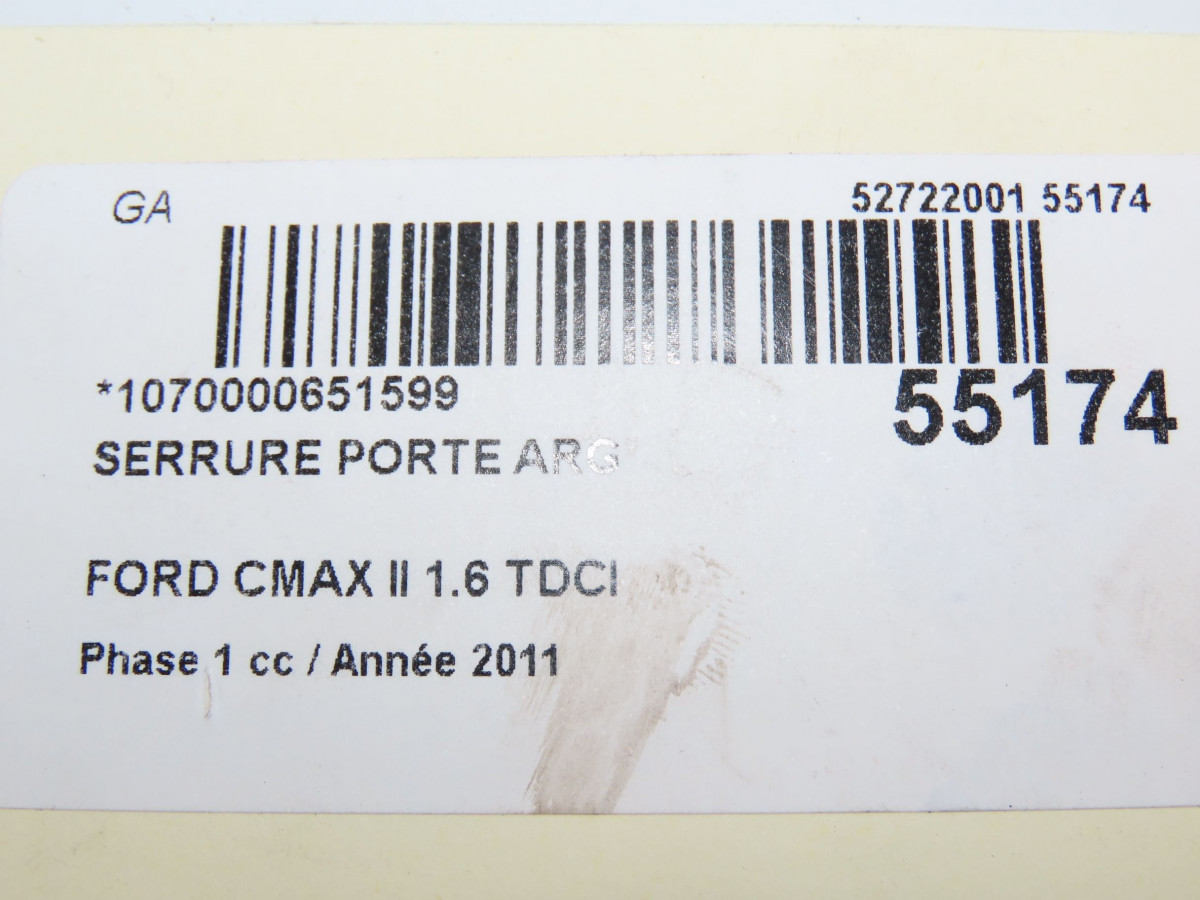 GA
52722001 55174
*1070000651599
55174
SERRURE PORTE ARG
FORD CMAX II 1.6 TDCI
Phase 1 cc / Année 2011